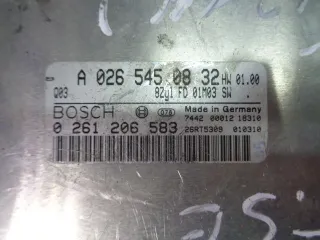 A 026 545 08 32 HW 01.00
Q03 8Zyl FD 01M03 SW .
BOSCH Made in Germany
7442 00012 18310
0 261 206 583 26RT5309 010310